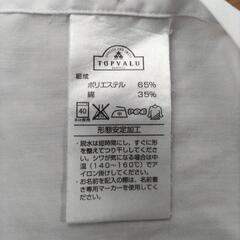 TOPVALU
組成
ポリエステル 65%
綿 35%
40
中
形態安定加工
・脱水は短時間にし、すぐに形
を整えてつり干ししてくださ
い。シワが気になる場合は中
温(140~160℃)でア
イロン掛けしてください。
・お名前を記入の際は、名前書
き専用マーカーを使用してく
ださい。